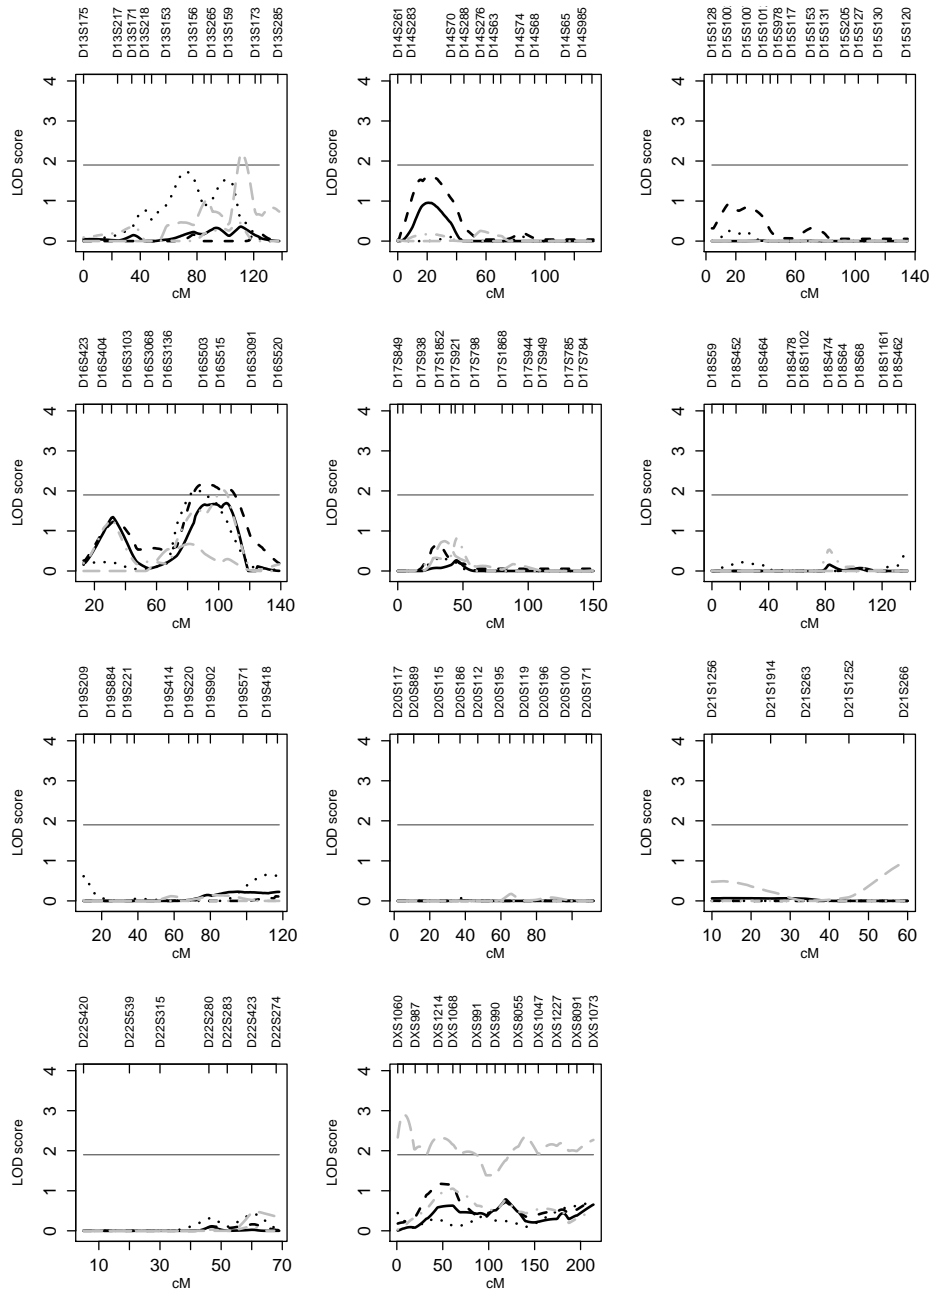 D13S175 D13S217 D13S171 D13S218 D13S153 D13S156 D13S265 D13S159 D13S173 D13S285
LOD score
0 1 2 3 4
0 40 80 120
cM
D14S261 D14S283 D14S70 D14S288 D14S276 D14S63 D14S74 D14S68 D14S65 D14S985
LOD score
0 1 2 3 4
0 20 40 60 80 100
cM
D15S128 D15S100 D15S100 D15S101 D15S978 D15S117 D15S153 D15S131 D15S205 D15S127 D15S130 D15S120
LOD score
0 1 2 3 4
0 20 60 100 140
cM
D16S423 D16S404 D16S3103 D16S3068 D16S3136 D16S503 D16S515 D16S3091 D16S520
LOD score
0 1 2 3 4
20 60 100 140
cM
D17S849 D17S938 D17S1852 D17S921 D17S798 D17S1868 D17S944 D17S949 D17S785 D17S784
LOD score
0 1 2 3 4
0 50 100 150
cM
D18S59 D18S452 D18S464 D18S478 D18S1102 D18S474 D18S64 D18S68 D18S1161 D18S462
LOD score
0 1 2 3 4
0 40 80 120
cM
D19S209 D19S884 D19S221 D19S414 D19S220 D19S902 D19S571 D19S418
LOD score
0 1 2 3 4
20 40 60 80 120
cM
D20S117 D20S889 D20S115 D20S186 D20S112 D20S195 D20S119 D20S196 D20S100 D20S171
LOD score
0 1 2 3 4
0 20 40 60 80
cM
D21S1256 D21S1914 D21S263 D21S1252 D21S266
LOD score
0 1 2 3 4
10 20 30 40 50 60
cM
D22S420 D22S539 D22S315 D22S280 D22S283 D22S423 D22S274
LOD score
0 1 2 3 4
10 30 50 70
cM
DXS1060 DXS987 DXS1214 DXS1068 DXS991 DXS990 DXS8055 DXS1047 DXS1227 DXS8091 DXS1073
LOD score
0 1 2 3 4
0 50 100 150 200
cM